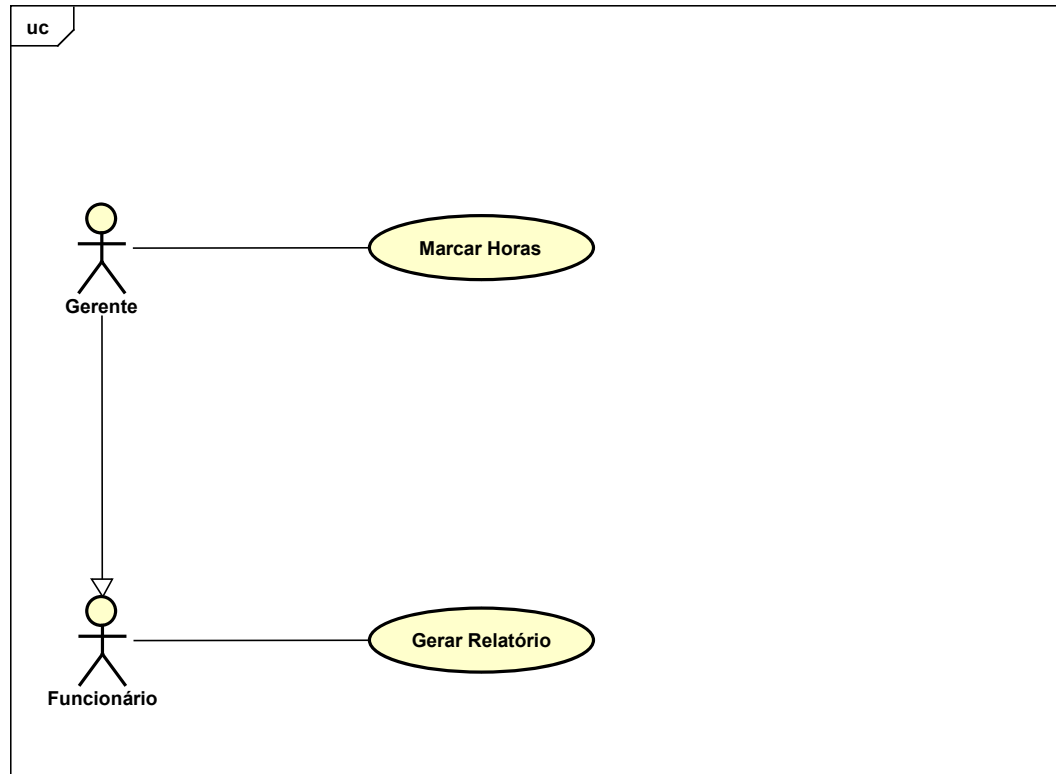 uc
Marcar Horas
Gerente
Gerar Relatório
Funcionário